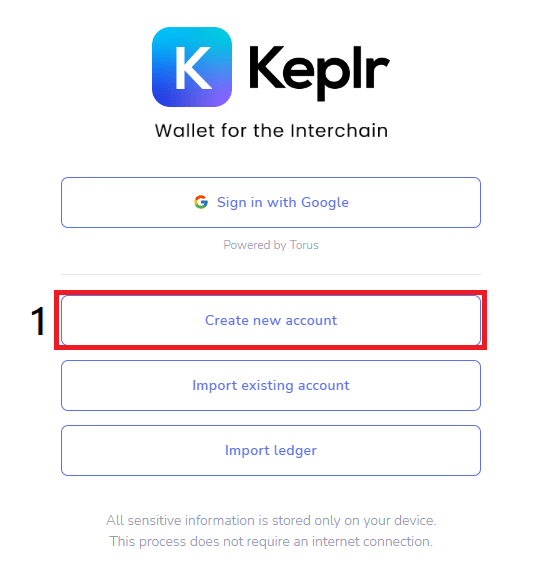 K Keplr
Wallet for the Interchain
Sign in with Google
Powered by Torus
1 Create new account
Import existing account
Import ledger
All sensitive information is stored only on your device.
This process does not require an internet connection.